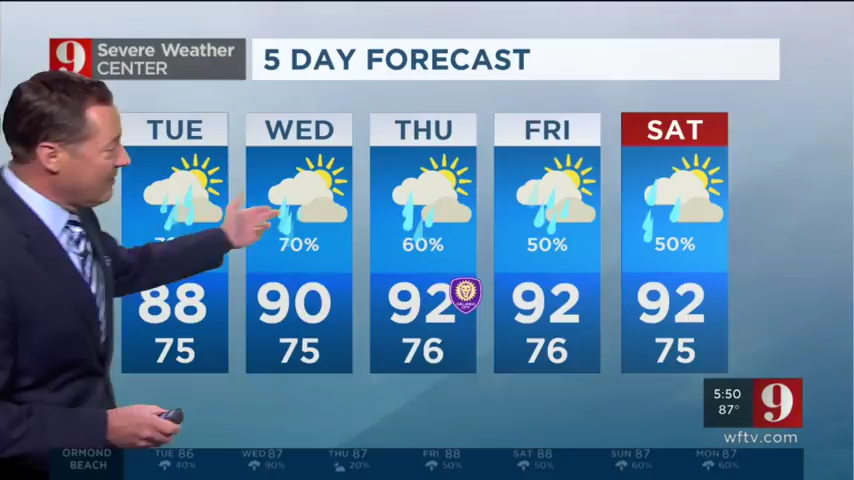 9 Severe Weather
CENTER
5 DAY FORECAST
TUE WED THU FRI SAT
70% 60% 50% 50%
88 90 92 92 92
ORLANDO
CITY
75 75 76 76 75
5:50
87°
9
wftv.com
ORMOND
BEACH
TUE 86 WED 87 THU 87 FRI 88 SAT 88 SUN 87 MON 87
40% 90% 20% 50% 50% 60% 60%